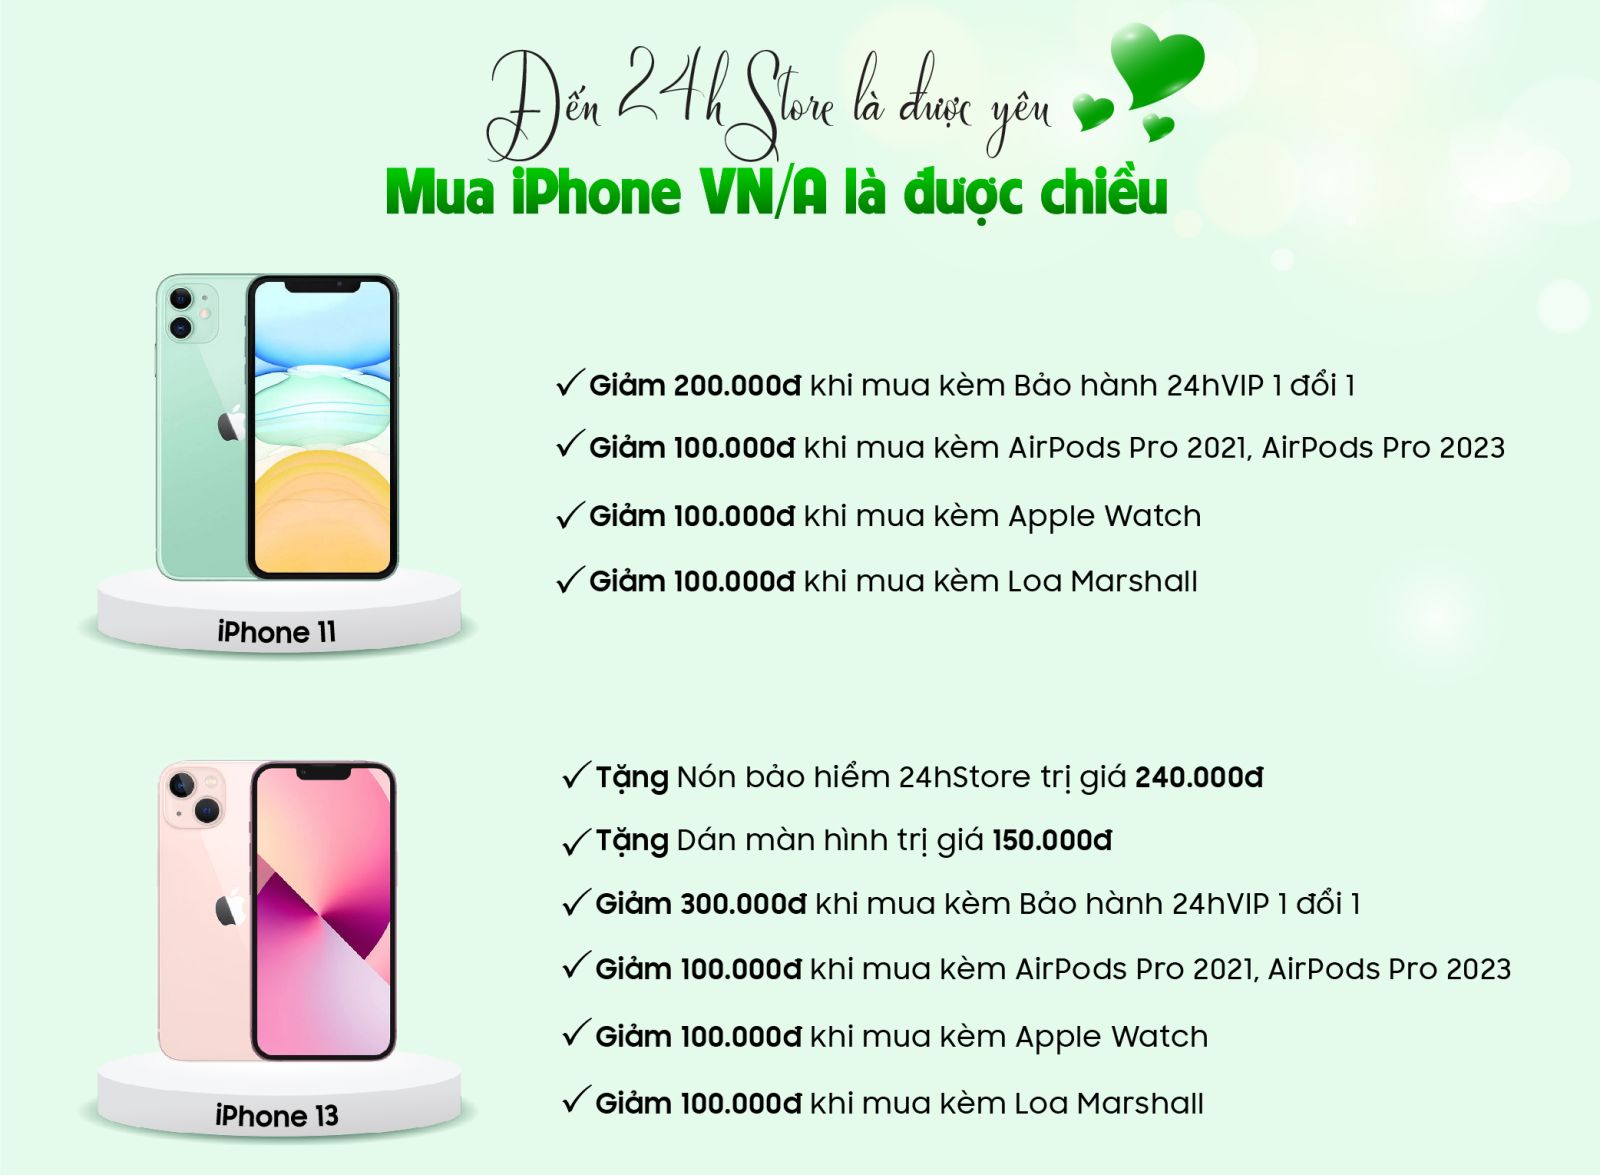 Đến 24hStore là được yêu
Mua iPhone VN/A là được chiều
Giảm 200.000đ khi mua kèm Bảo hành 24hVIP 1 đổi 1
Giảm 100.000đ khi mua kèm AirPods Pro 2021, AirPods Pro 2023
Giảm 100.000đ khi mua kèm Apple Watch
Giảm 100.000đ khi mua kèm Loa Marshall
iPhone 11
Tặng Nón bảo hiểm 24hStore trị giá 240.000đ
Tặng Dán màn hình trị giá 150.000đ
Giảm 300.000đ khi mua kèm Bảo hành 24hVIP 1 đổi 1
Giảm 100.000đ khi mua kèm AirPods Pro 2021, AirPods Pro 2023
Giảm 100.000đ khi mua kèm Apple Watch
Giảm 100.000đ khi mua kèm Loa Marshall
iPhone 13